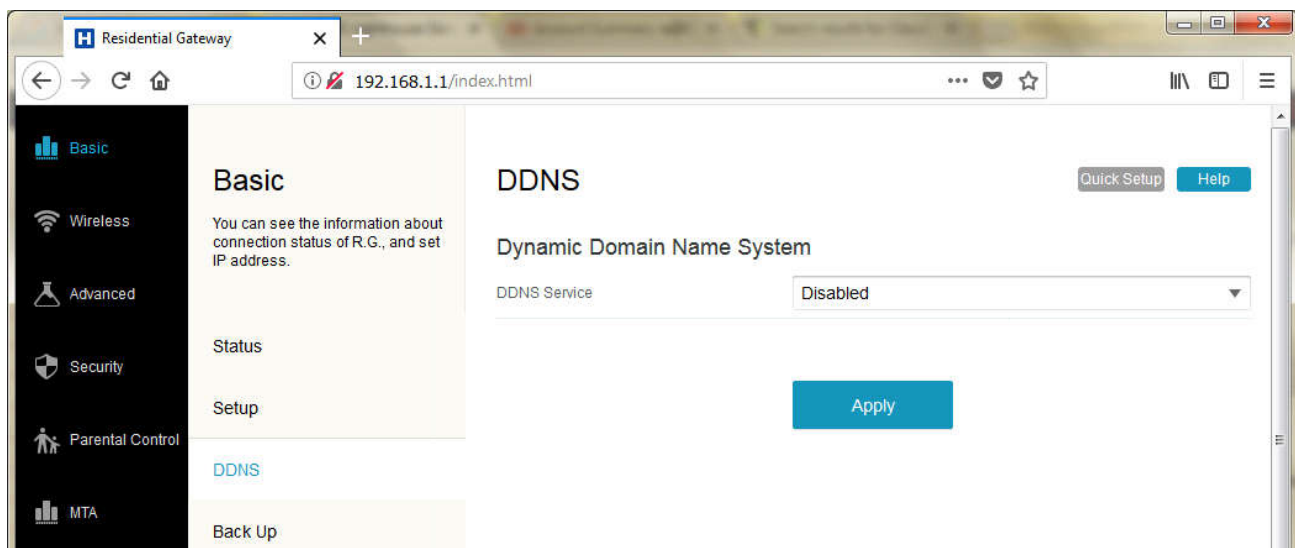 H Residential Gateway
192.168.1.1/index.html
Basic
Wireless
Advanced
Security
Parental Control
MTA
Basic
You can see the information about
connection status of R.G., and set
IP address.
Status
Setup
DDNS
Back Up
DDNS
Quick Setup
Help
Dynamic Domain Name System
DDNS Service
Disabled
Apply